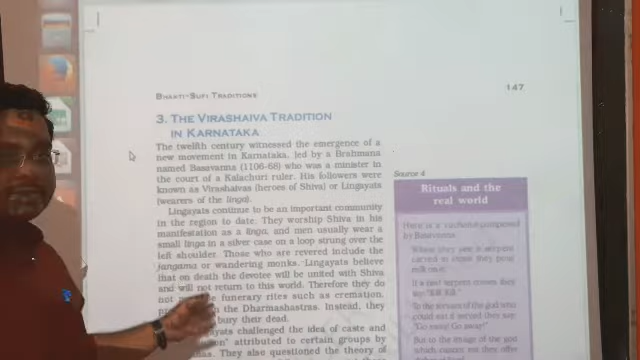 BHAKTI-SUFI TRADITIONS
147
3. THE VIRASHAIVA TRADITION
IN KARNATAKA
The twelfth century witnessed the emergence of a
new movement in Karnataka, led by a Brahmana
named Basavanna (1106-68) who was a minister in
the court of a Kalachuri ruler. His followers were
known as Virashaivas (heroes of Shiva) or Lingayats
(wearers of the linga).
Lingayats continue to be an important community
in the region to date. They worship Shiva in his
manifestation as a linga, and men usually wear a
small linga in a silver case on a loop strung over the
left shoulder. Those who are revered include the
jangama or wandering monks. Lingayats believe
that on death the devotee will be united with Shiva
and will not return to this world. Therefore they do
not funerary rites such as cremation,
in the Dharmashastras. Instead, they
bury their dead.
challenged the idea of caste and
attributed to certain groups by
They also questioned the theory of
Source 4
Rituals and the
real world
Here is a vachana composed
by Basavanna:
When they see a serpent
carved in stone they pour
milk on it.
If a real serpent comes they
say: "Kill. Kill."
To the servant of the god who
could eat if served they say:
"Go away! Go away!"
But to the image of the god
which cannot eat they offer